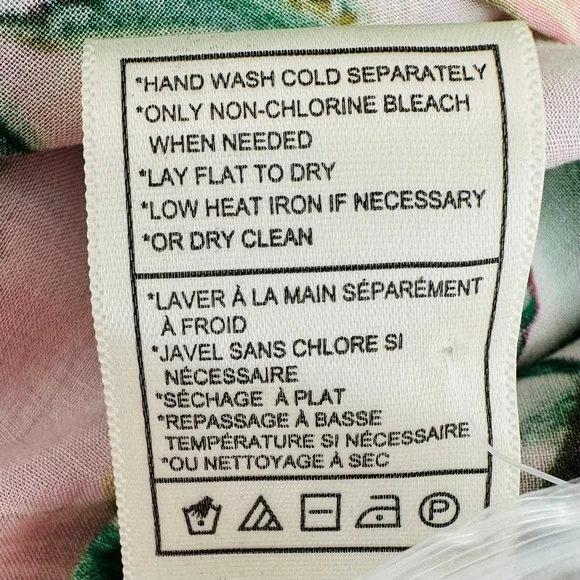 *HAND WASH COLD SEPARATELY
*ONLY NON-CHLORINE BLEACH
WHEN NEEDED
*LAY FLAT TO DRY
*LOW HEAT IRON IF NECESSARY
*OR DRY CLEAN
*LAVER À LA MAIN SÉPARÉMENT
À FROID
*JAVEL SANS CHLORE SI
NÉCESSAIRE
*SÉCHAGE À PLAT
*REPASSAGE À BASSE
TEMPÉRATURE SI NÉCESSAIRE
*OU NETTOYAGE À SEC
P